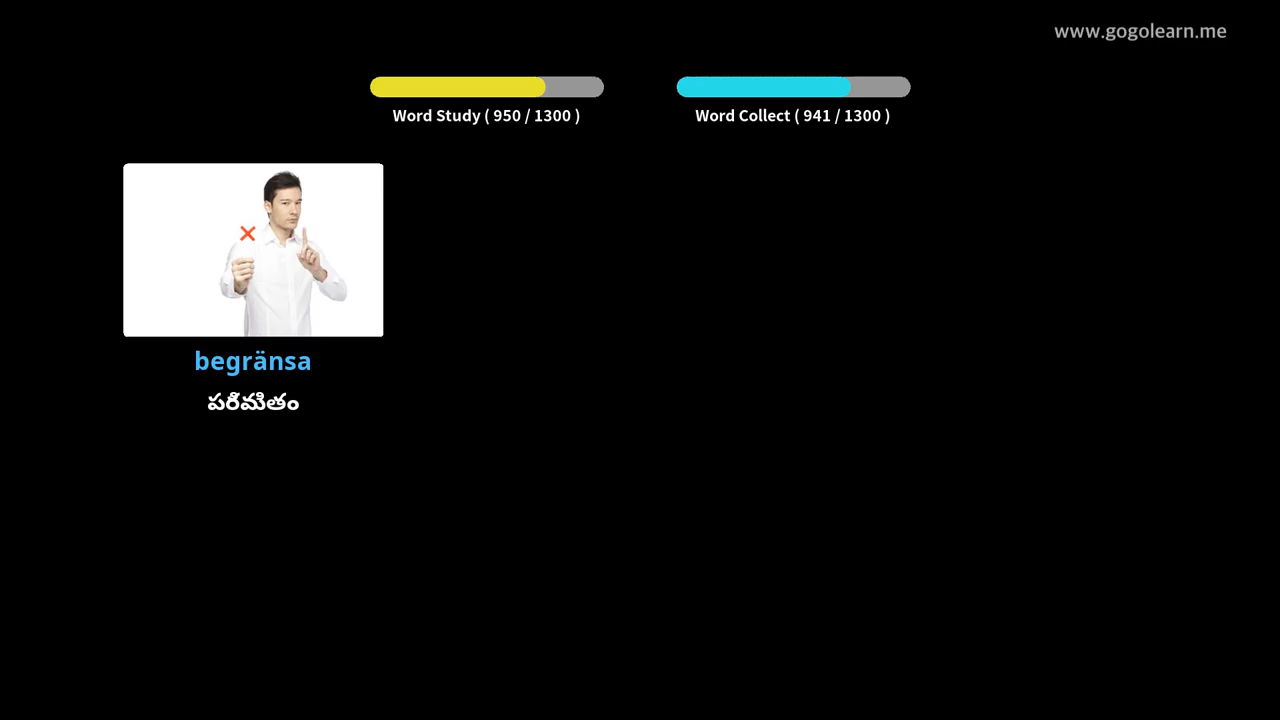 www.gogolearn.me
Word Study ( 950 / 1300 )
Word Collect ( 941 / 1300 )
begränsa
పరిమితం